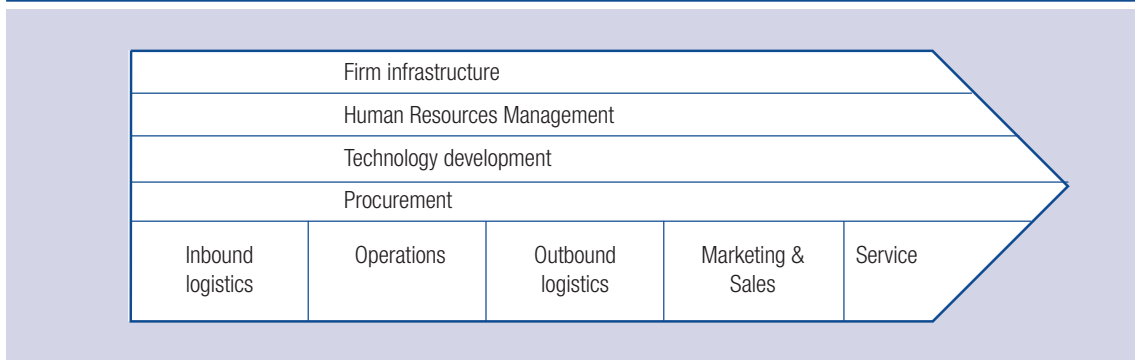 Firm infrastructure
Human Resources Management
Technology development
Procurement
Inbound
logistics
Operations
Outbound
logistics
Marketing &
Sales
Service